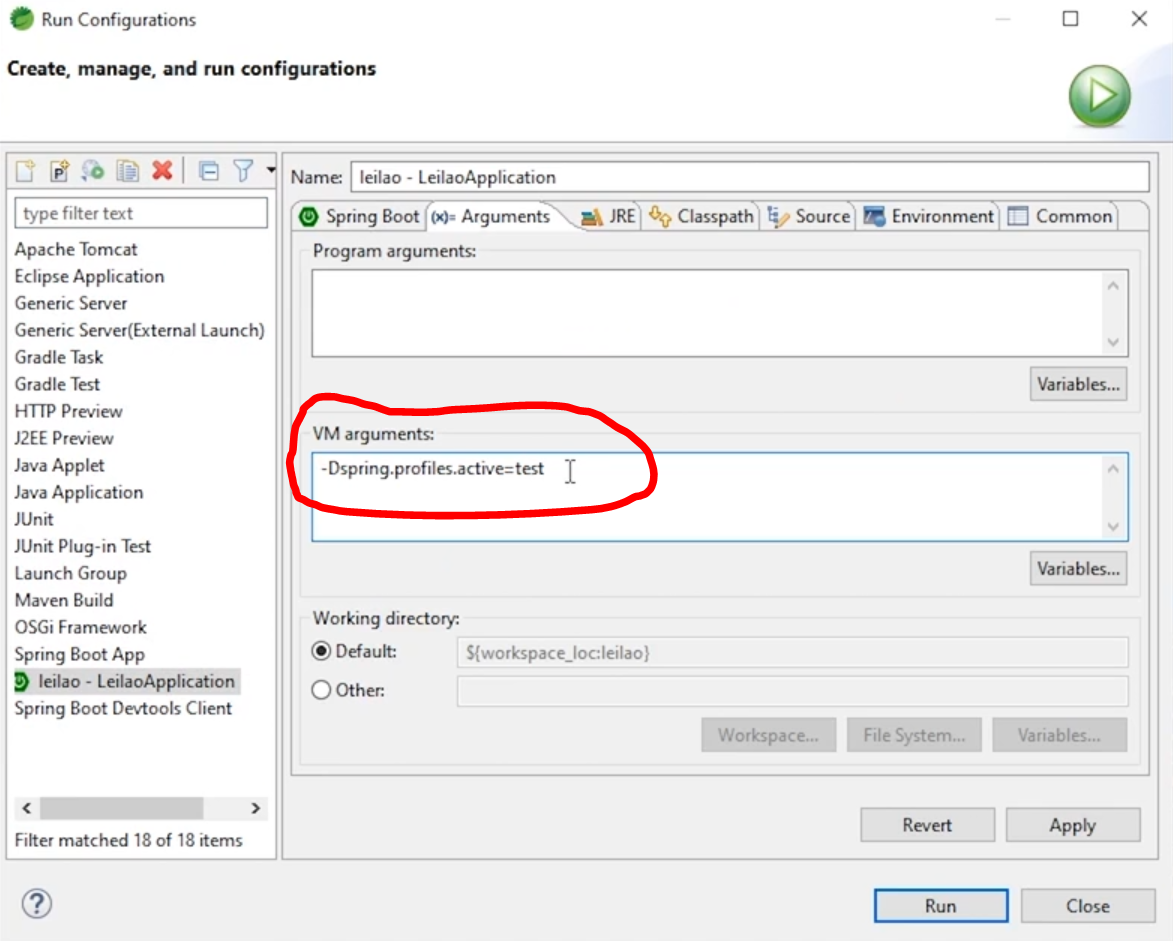 Run Configurations
Create, manage, and run configurations
type filter text
Apache Tomcat
Eclipse Application
Generic Server
Generic Server(External Launch)
Gradle Task
Gradle Test
HTTP Preview
J2EE Preview
Java Applet
Java Application
JUnit
JUnit Plug-in Test
Launch Group
Maven Build
OSGi Framework
Spring Boot App
leilao - LeilaoApplication
Spring Boot Devtools Client
Filter matched 18 of 18 items
Name: leilao - LeilaoApplication
Spring Boot (x)= Arguments JRE Classpath Source Environment Common
Program arguments:
Variables...
VM arguments:
-Dspring.profiles.active=test
Variables...
Working directory:
Default: ${workspace_loc:leilao}
Other:
Workspace... File System... Variables...
Revert Apply
Run Close